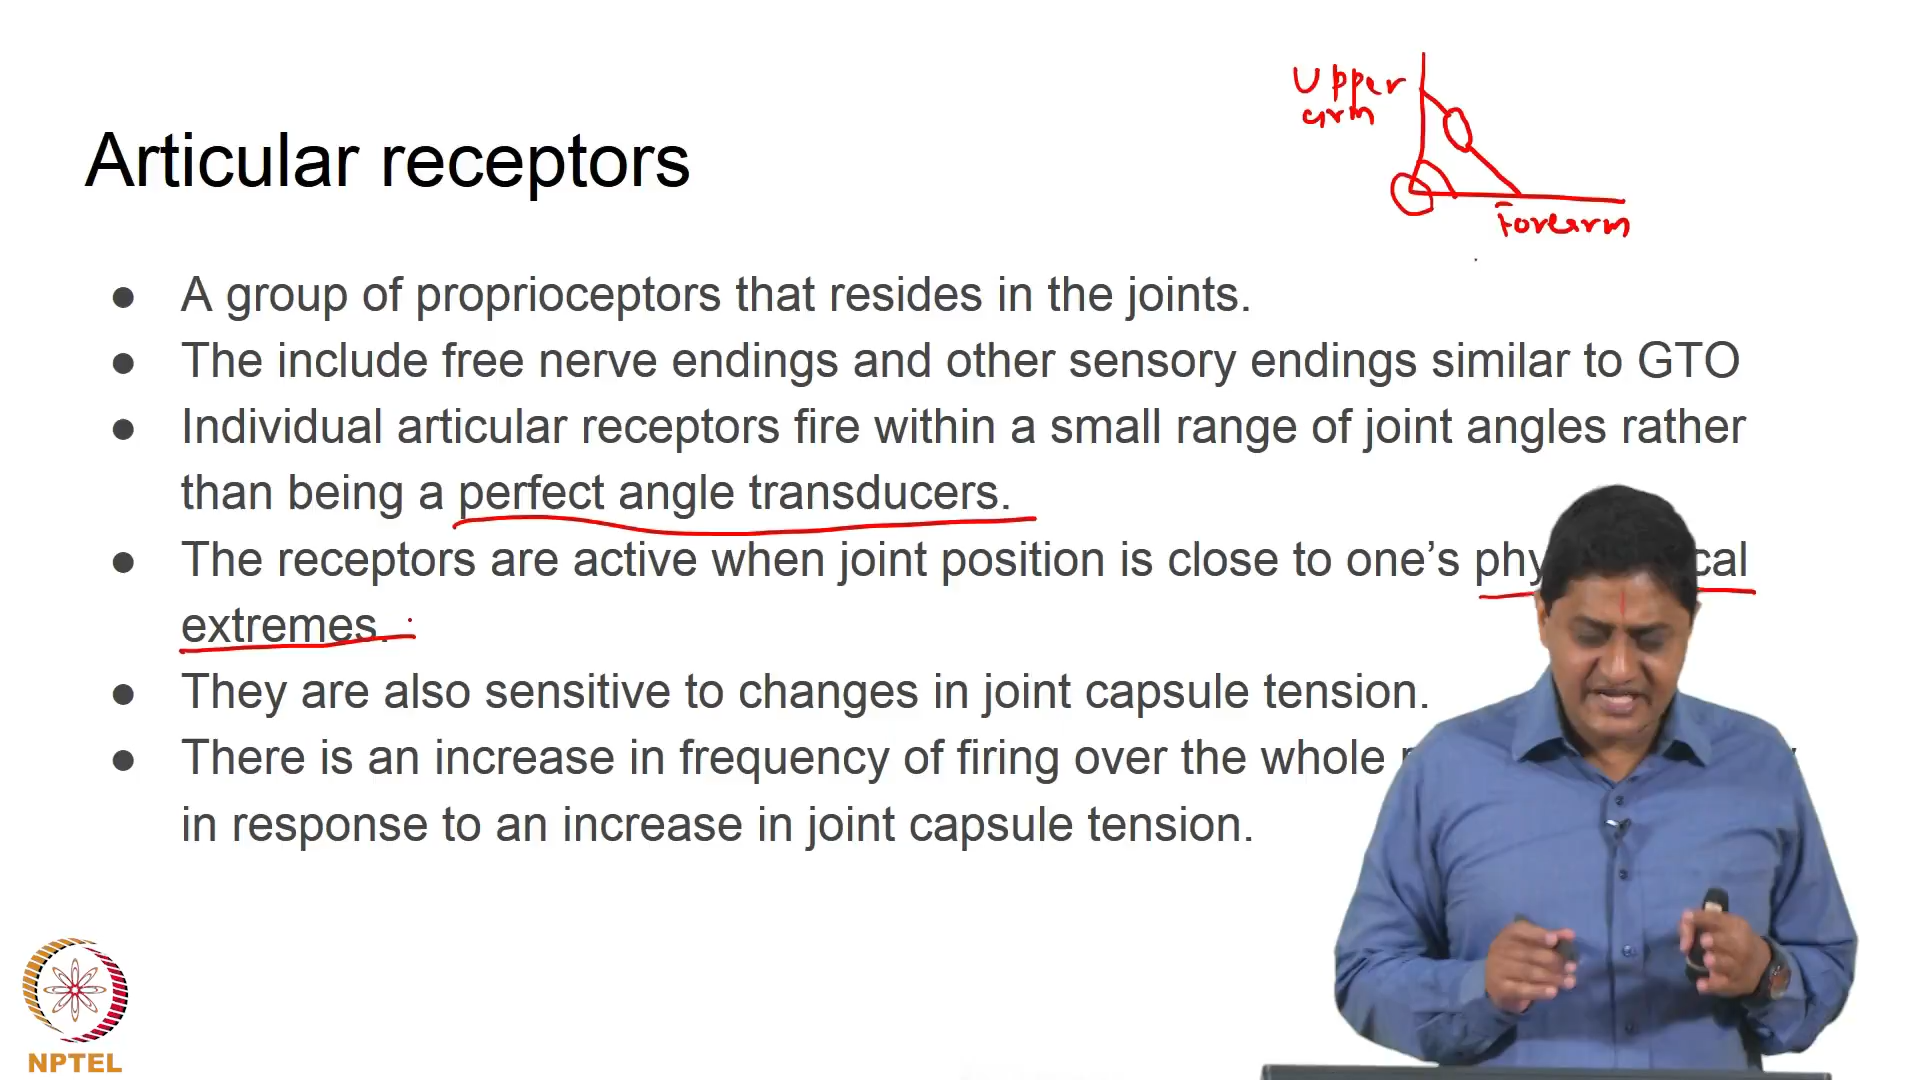 Upper
arm
Forearm
Articular receptors
● A group of proprioceptors that resides in the joints.
● The include free nerve endings and other sensory endings similar to GTO
● Individual articular receptors fire within a small range of joint angles rather
than being a perfect angle transducers.
● The receptors are active when joint position is close to one’s
extremes.
● They are also sensitive to changes in joint capsule tension.
● There is an increase in frequency of firing over the whole
in response to an increase in joint capsule tension.
NPTEL